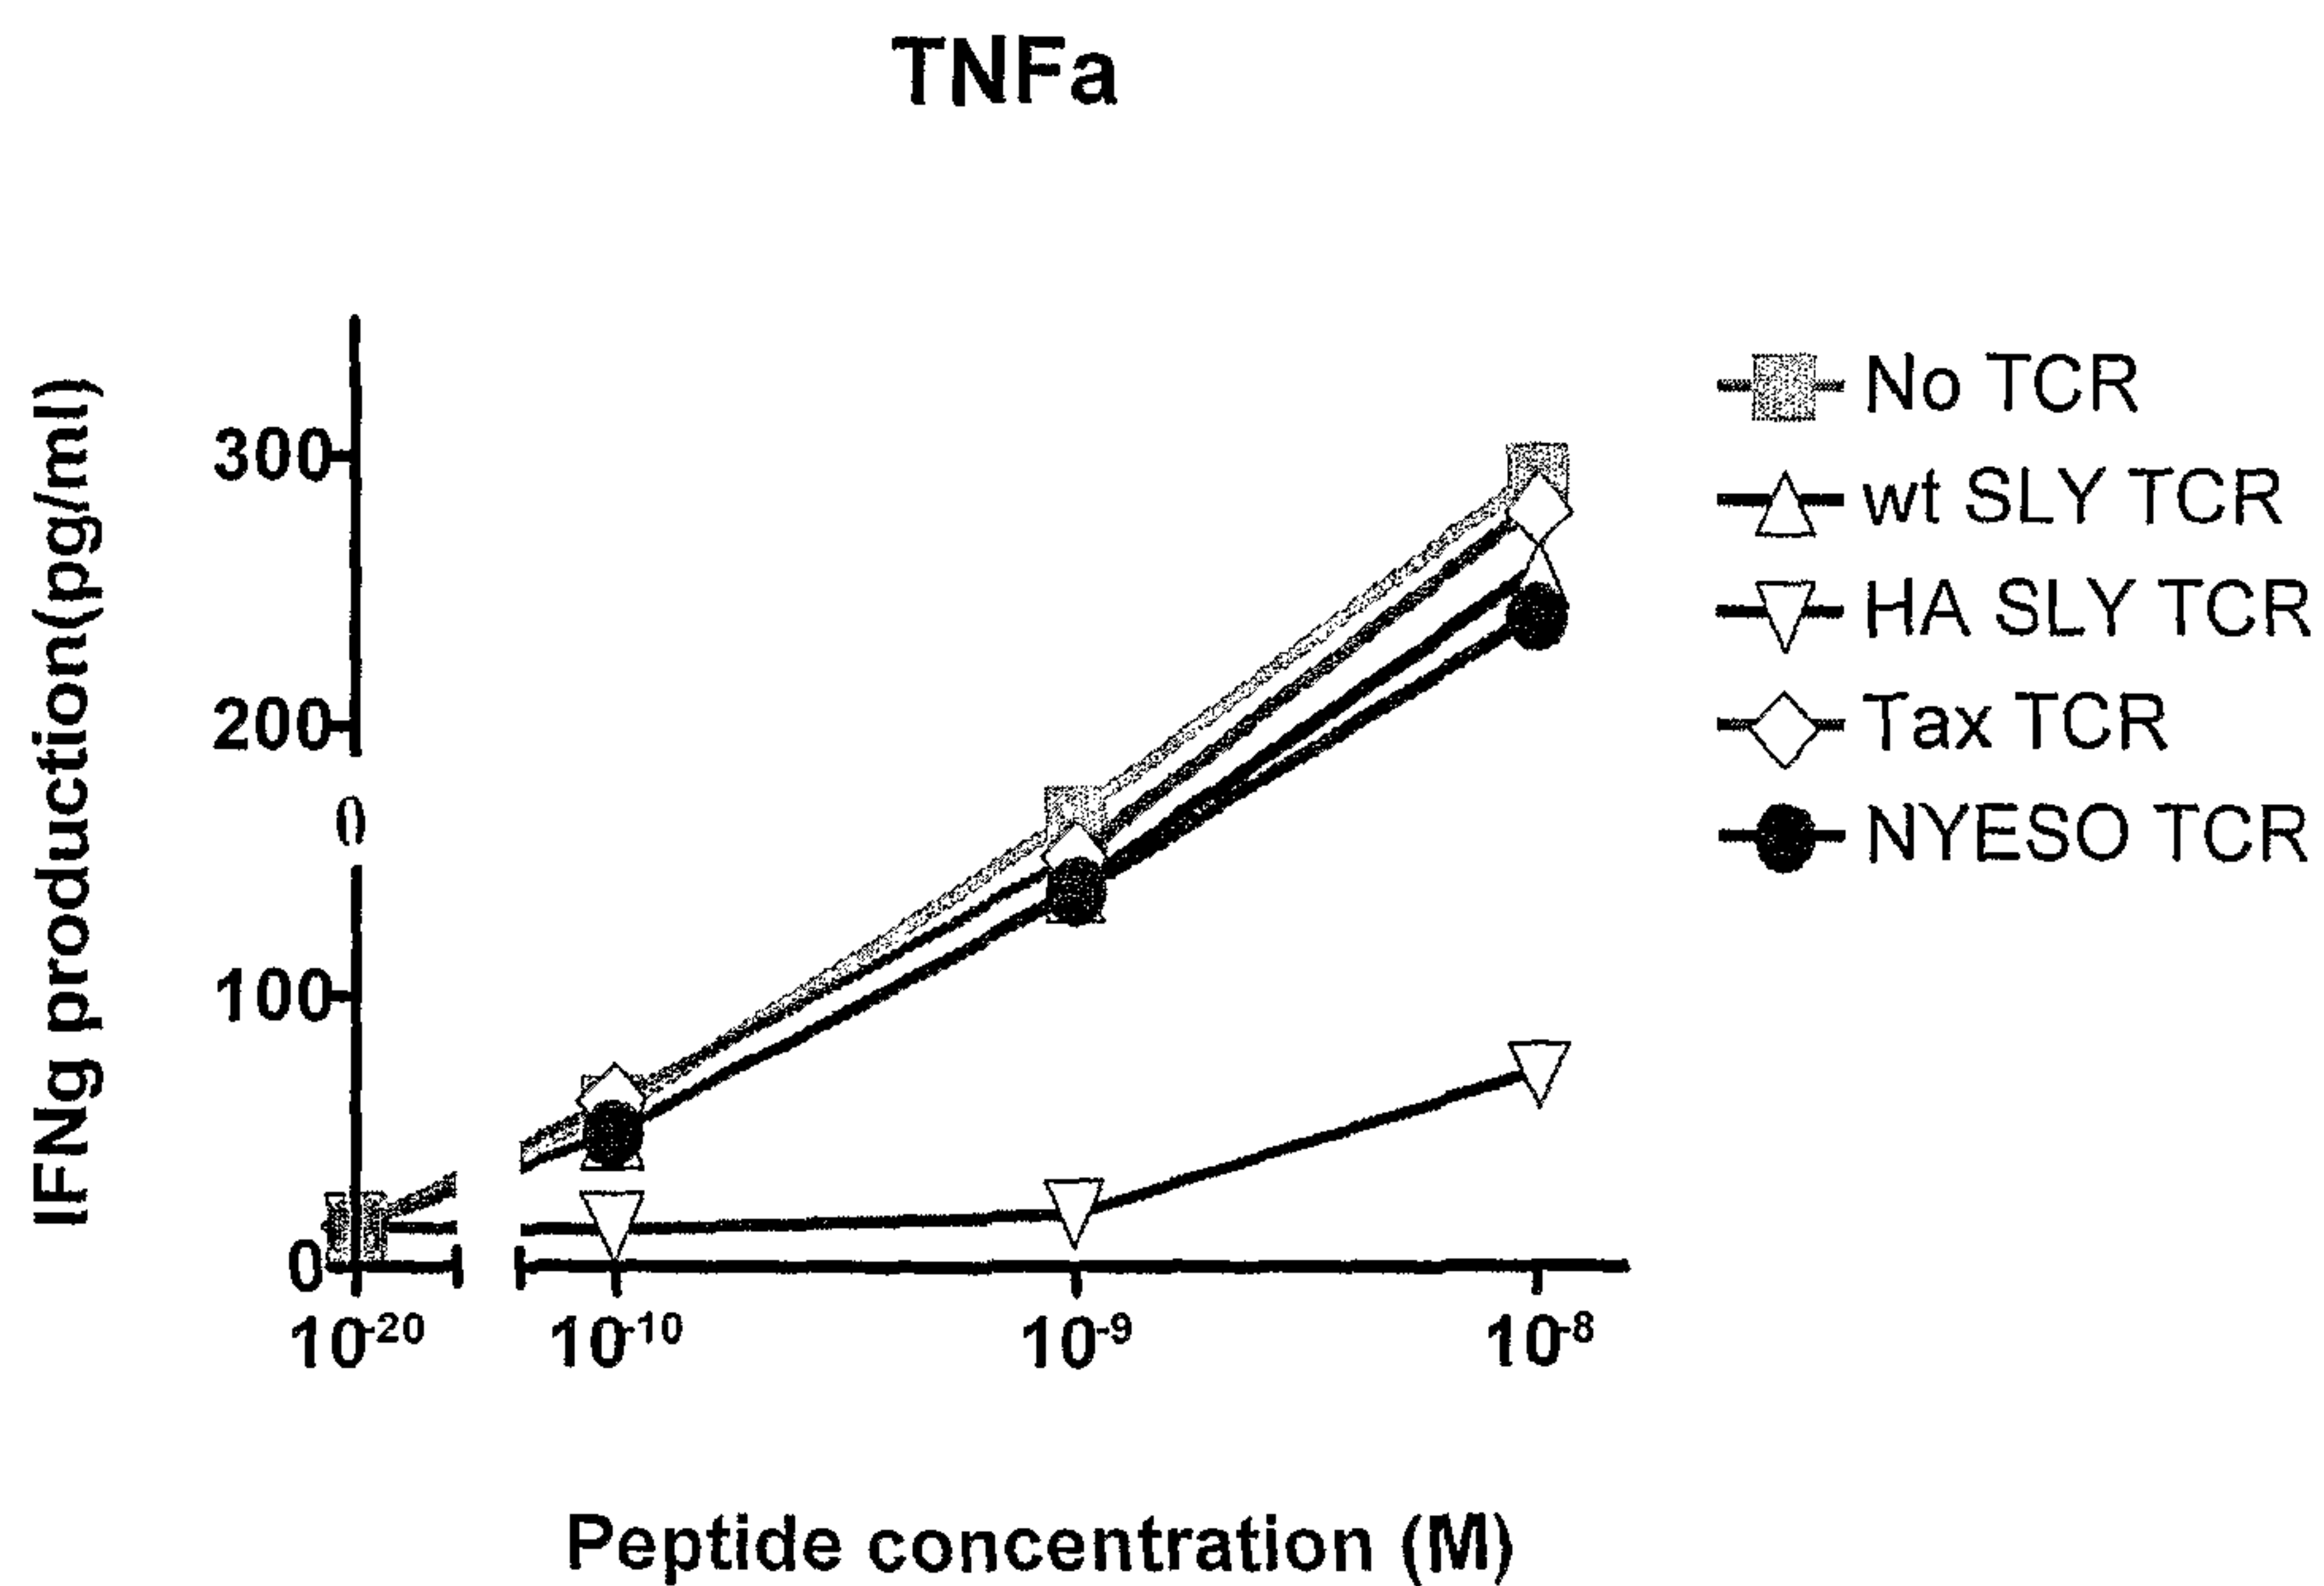 TNFa
IFNg production(pg/ml)
300
200
0
100
0
10-20
10-10
10-9
10-8
Peptide concentration (M)
No TCR
wt SLY TCR
HA SLY TCR
Tax TCR
NYESO TCR